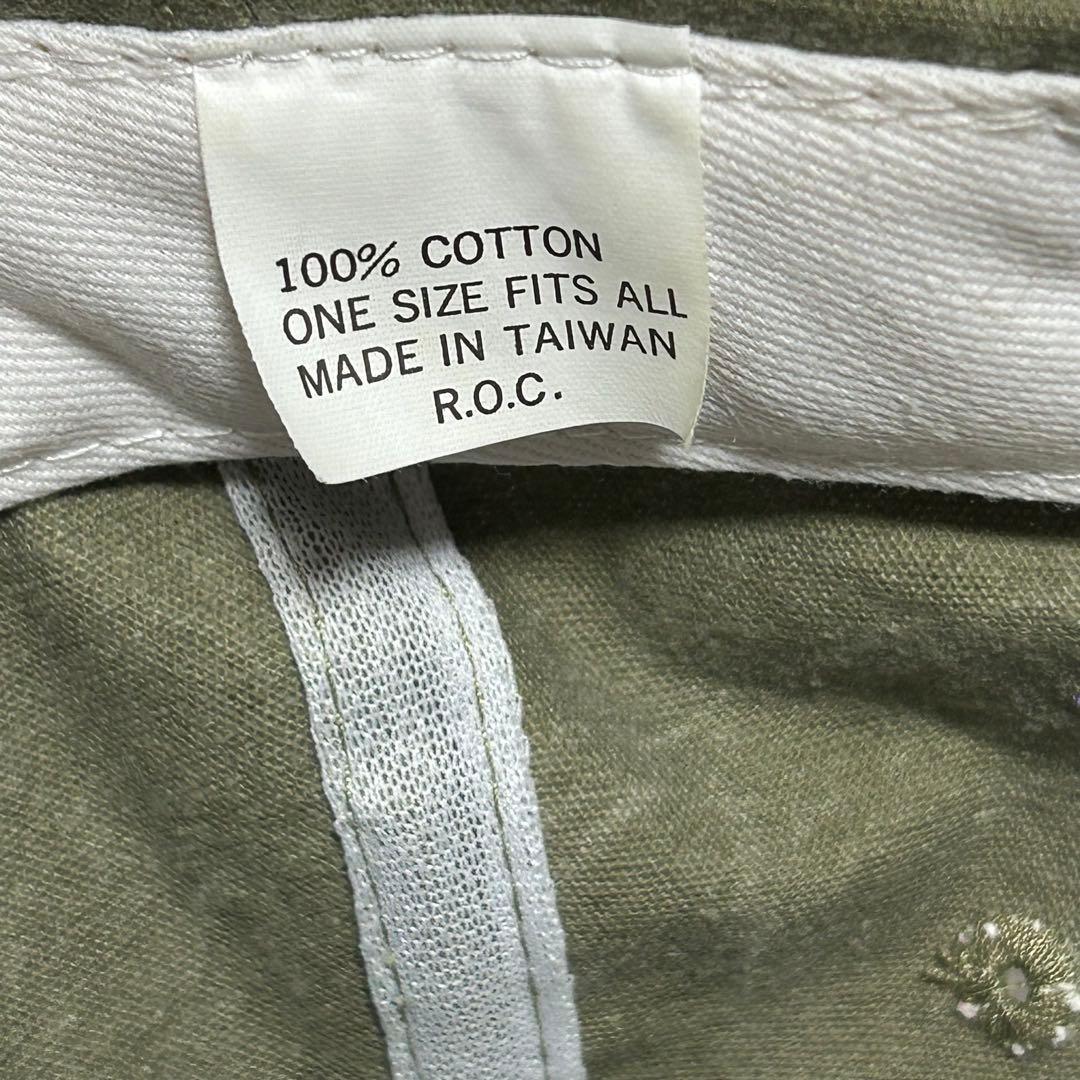 100% COTTON
ONE SIZE FITS ALL
MADE IN TAIWAN
R.O.C.